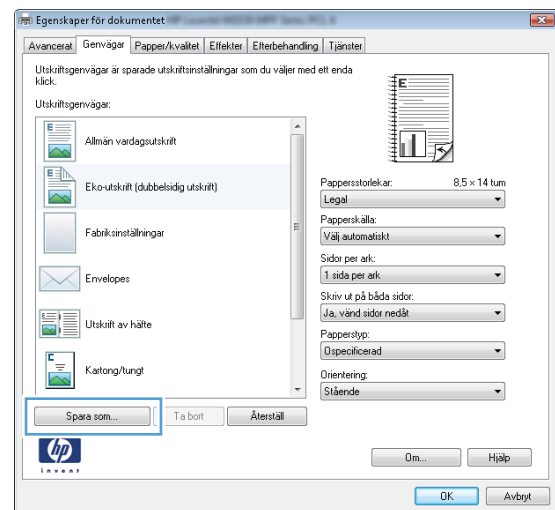 Egenskaper för dokumentet
Avancerat Genvägar Papper/kvalitet Effekter Efterbehandling Tjänster
Utskriftsgenvägar är sparade utskriftsinställningar som du väljer med ett enda
klick.
Utskriftsgenvägar:
Allmän vardagsutskrift
Eko-utskrift (dubbelsidig utskrift)
Fabriksinställningar
Envelopes
Utskrift av häfte
Kartong/tungt
Spara som...
Ta bort
Återställ
E
Pappersstorlekar: 8,5 × 14 tum
Legal
Papperskälla:
Välj automatiskt
Sidor per ark:
1 sida per ark
Skriv ut på båda sidor:
Ja, vänd sidor nedåt
Papperstyp:
Ospecificerad
Orientering:
Stående
hp
invent
Om... Hjälp
OK Avbryt